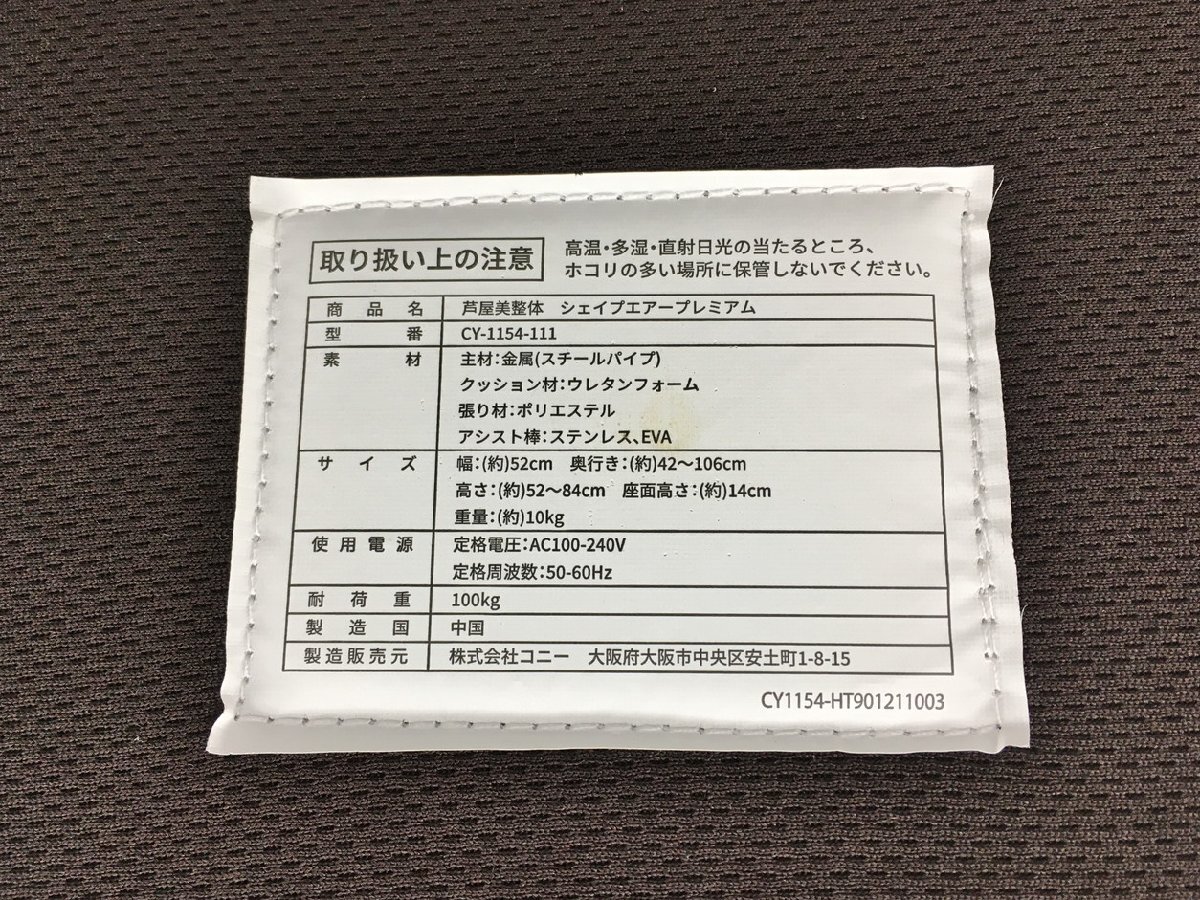 取り扱い上の注意
高温・多湿・直射日光の当たるところ、
ホコリの多い場所に保管しないでください。
商品名 芦屋美整体 シェイプエアープレミアム
型番 CY-1154-111
素材 主材:金属(スチールパイプ)
クッション材:ウレタンフォーム
張り材:ポリエステル
アシスト棒:ステンレス、EVA
サイズ 幅:(約)52cm 奥行き:(約)42〜106cm
高さ:(約)52〜84cm 座面高さ:(約)14cm
重量:(約)10kg
使用電源 定格電圧:AC100-240V
定格周波数:50-60Hz
耐荷重 100kg
製造国 中国
製造販売元 株式会社コニー 大阪府大阪市中央区安土町1-8-15
CY1154-HT901211003